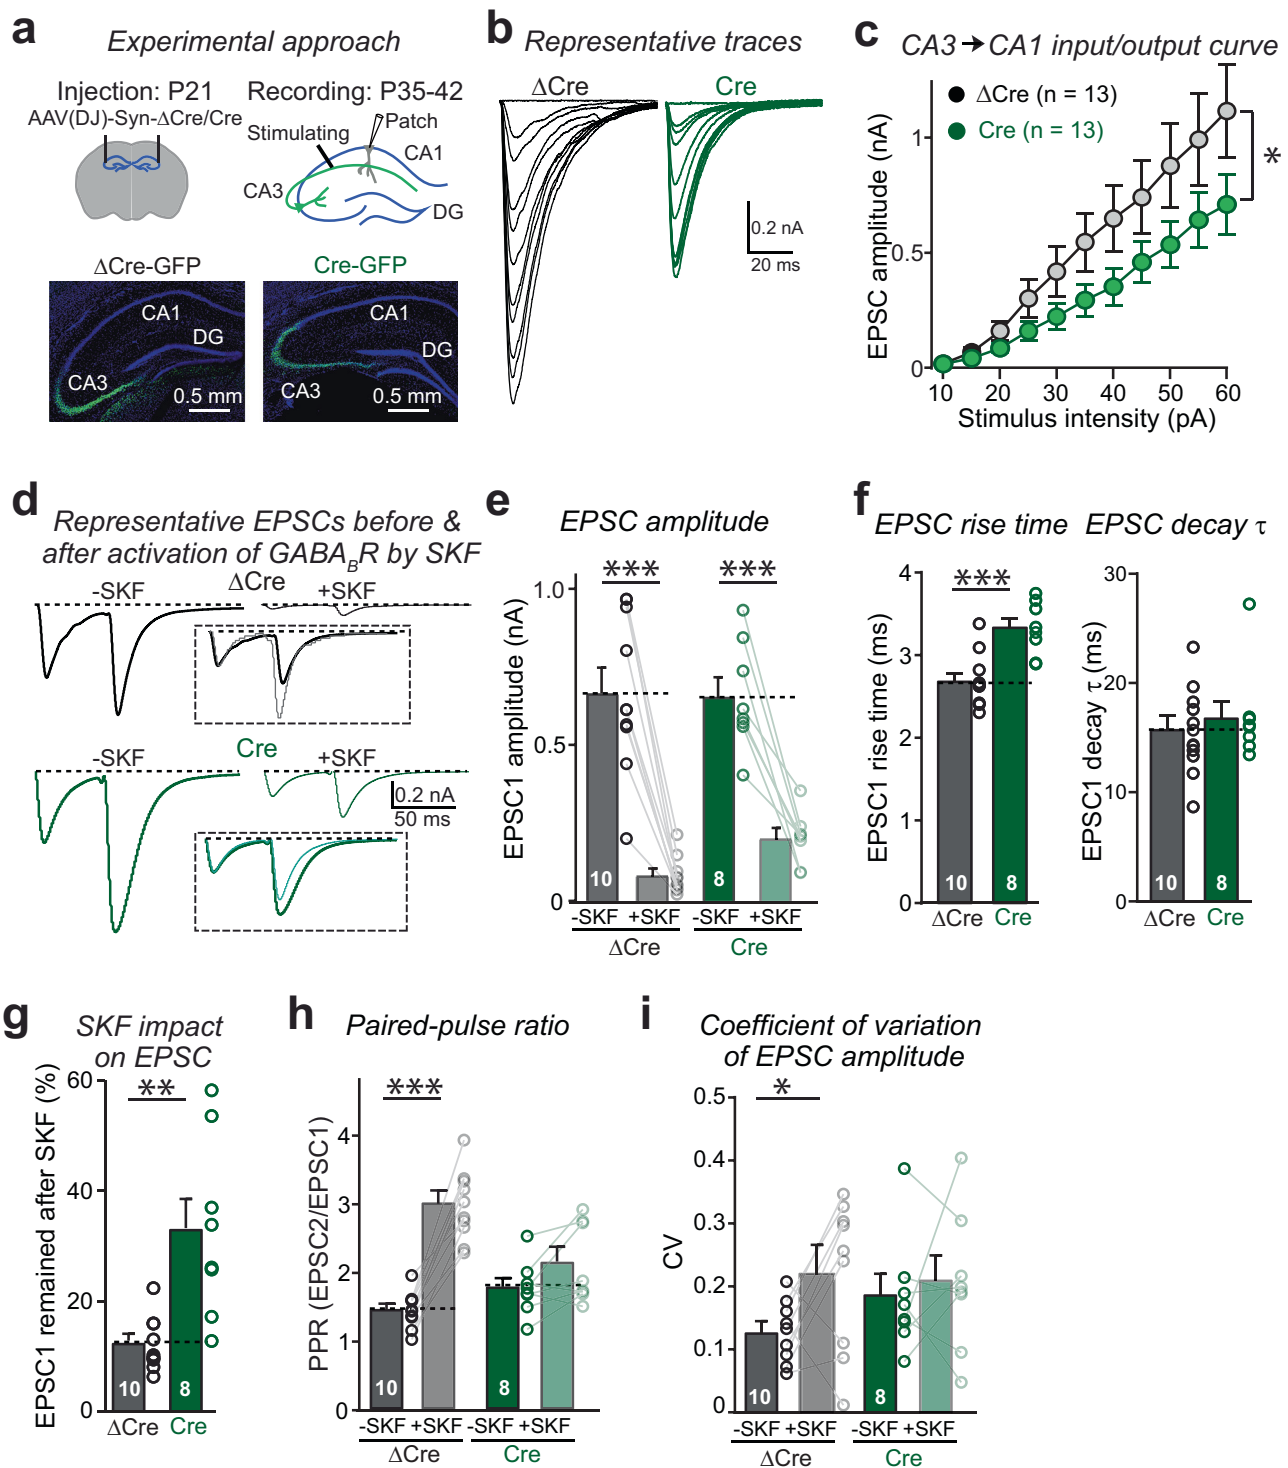 a
Experimental approach
Injection: P21
AAV(DJ)-Syn-ΔCre/Cre
Recording: P35-42
Stimulating
Patch
CA1
CA3
DG
ΔCre-GFP
Cre-GFP
CA1
DG
CA3
0.5 mm
CA1
DG
CA3
0.5 mm
b
Representative traces
ΔCre
Cre
0.2 nA
20 ms
c
CA3 → CA1 input/output curve
ΔCre (n = 13)
Cre (n = 13)
*
EPSC amplitude (nA)
1
0.5
0
10 20 30 40 50 60
Stimulus intensity (pA)
d
Representative EPSCs before &
after activation of GABA_BR by SKF
ΔCre
-SKF
+SKF
Cre
-SKF
+SKF
0.2 nA
50 ms
e
EPSC amplitude
*** ***
EPSC1 amplitude (nA)
1.0
0.5
0
10
8
-SKF +SKF -SKF +SKF
ΔCre Cre
f
EPSC rise time EPSC decay τ
***
EPSC1 rise time (ms)
4
3
2
1
0
10
8
ΔCre Cre
EPSC1 decay τ (ms)
30
20
10
0
10
8
ΔCre Cre
g
SKF impact
on EPSC
**
EPSC1 remained after SKF (%)
60
40
20
0
10
8
ΔCre Cre
h
Paired-pulse ratio
***
PPR (EPSC2/EPSC1)
4
3
2
1
0
10
8
-SKF +SKF -SKF +SKF
ΔCre Cre
i
Coefficient of variation
of EPSC amplitude
*
CV
0.5
0.4
0.3
0.2
0.1
0
10
8
-SKF +SKF -SKF +SKF
ΔCre Cre